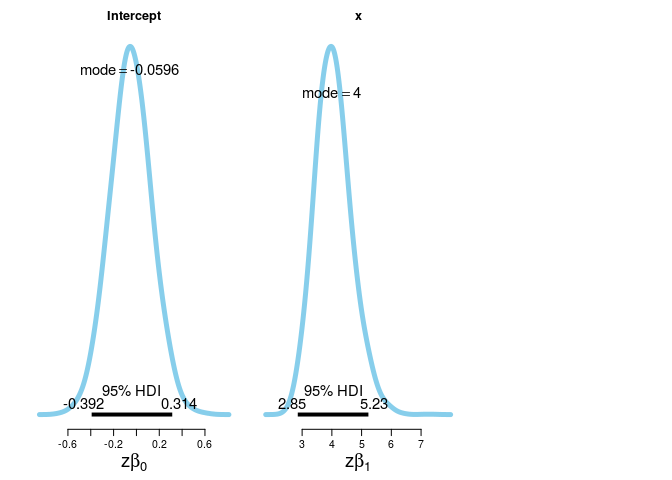 Intercept
mode = -0.0596
95% HDI
-0.392 0.314
-0.6 -0.2 0.2 0.6
zβ0
x
mode = 4
95% HDI
2.85 5.23
3 4 5 6 7
zβ1